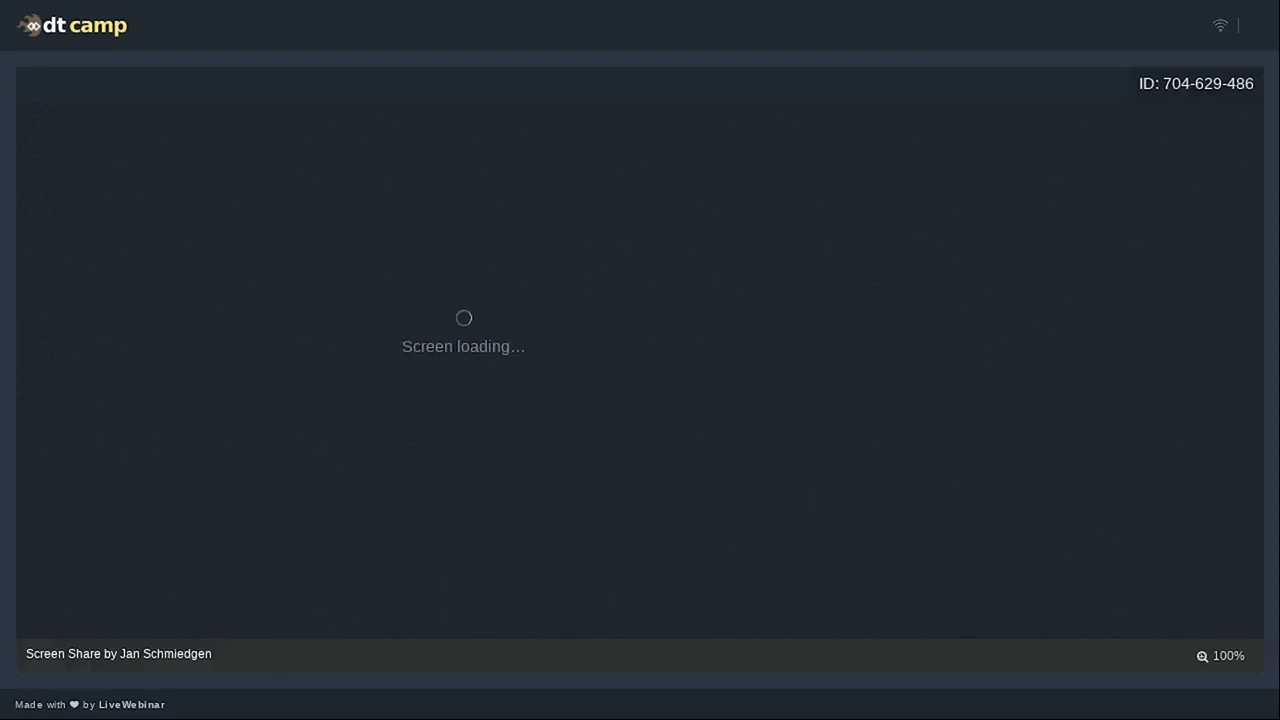 dt camp
ID: 704-629-486
Screen loading...
Screen Share by Jan Schmiedgen
100%
Made with ❤ by LiveWebinar